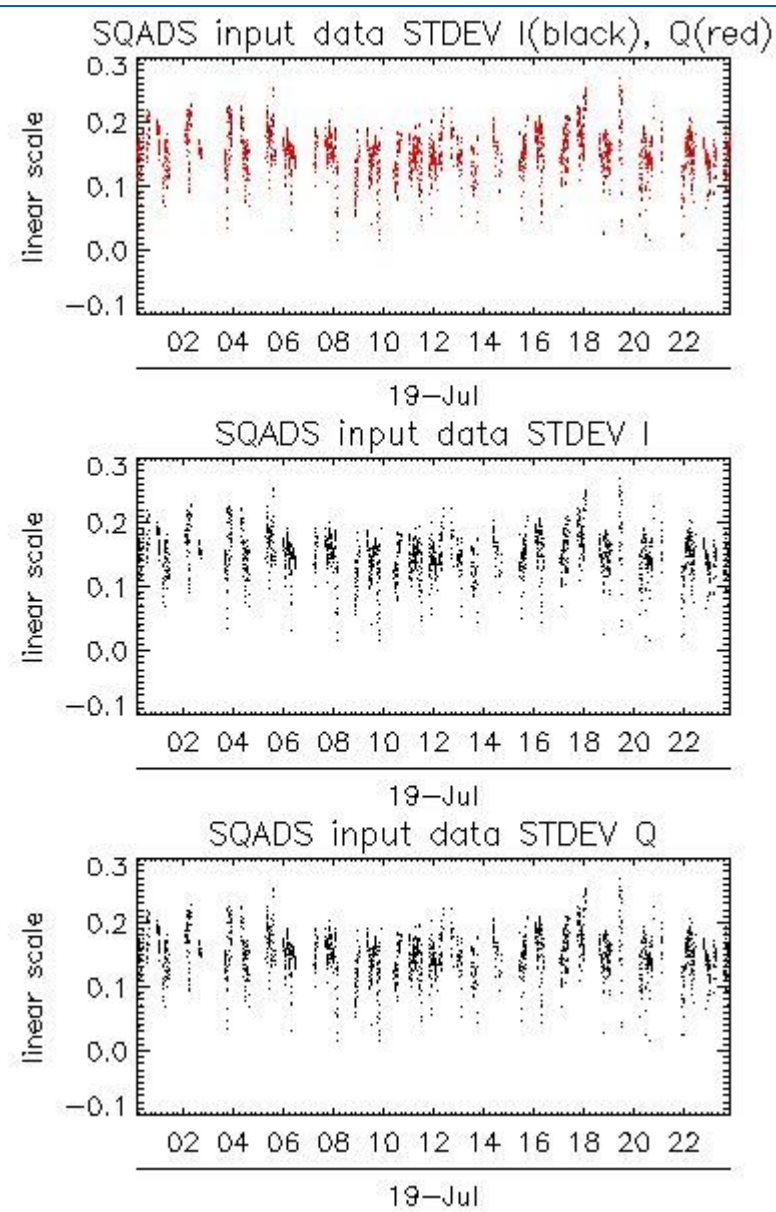 SQADS input data STDEV I(black), Q(red)
0.3
0.2
0.1
0.0
−0.1
linear scale
02 04 06 08 10 12 14 16 18 20 22
19−Jul
SQADS input data STDEV I
0.3
0.2
0.1
0.0
−0.1
linear scale
02 04 06 08 10 12 14 16 18 20 22
19−Jul
SQADS input data STDEV Q
0.3
0.2
0.1
0.0
−0.1
linear scale
02 04 06 08 10 12 14 16 18 20 22
19−Jul